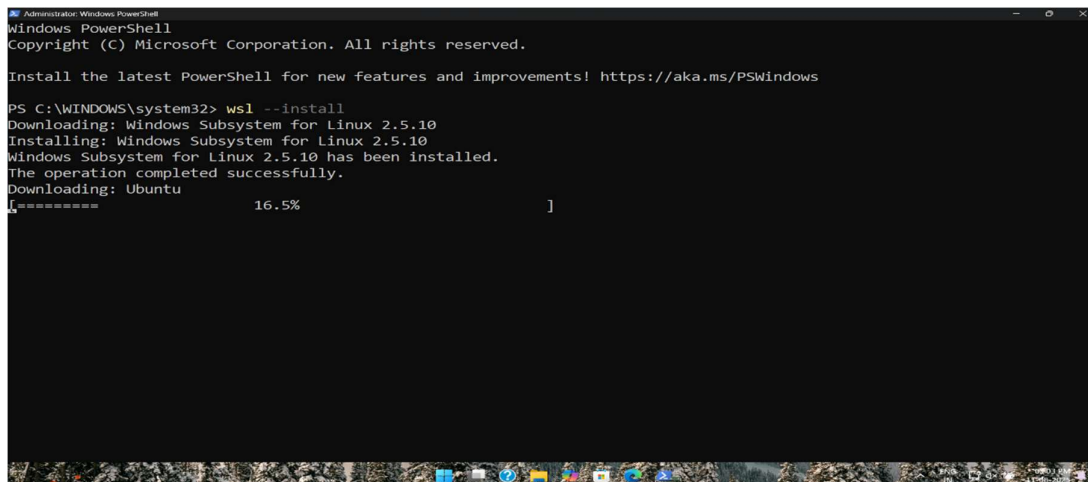 Administrator: Windows PowerShell
Windows PowerShell
Copyright (C) Microsoft Corporation. All rights reserved.
Install the latest PowerShell for new features and improvements! https://aka.ms/PSWindows
PS C:\WINDOWS\system32> wsl --install
Downloading: Windows Subsystem for Linux 2.5.10
Installing: Windows Subsystem for Linux 2.5.10
Windows Subsystem for Linux 2.5.10 has been installed.
The operation completed successfully.
Downloading: Ubuntu
[========= 16.5% ]
ENG
IN